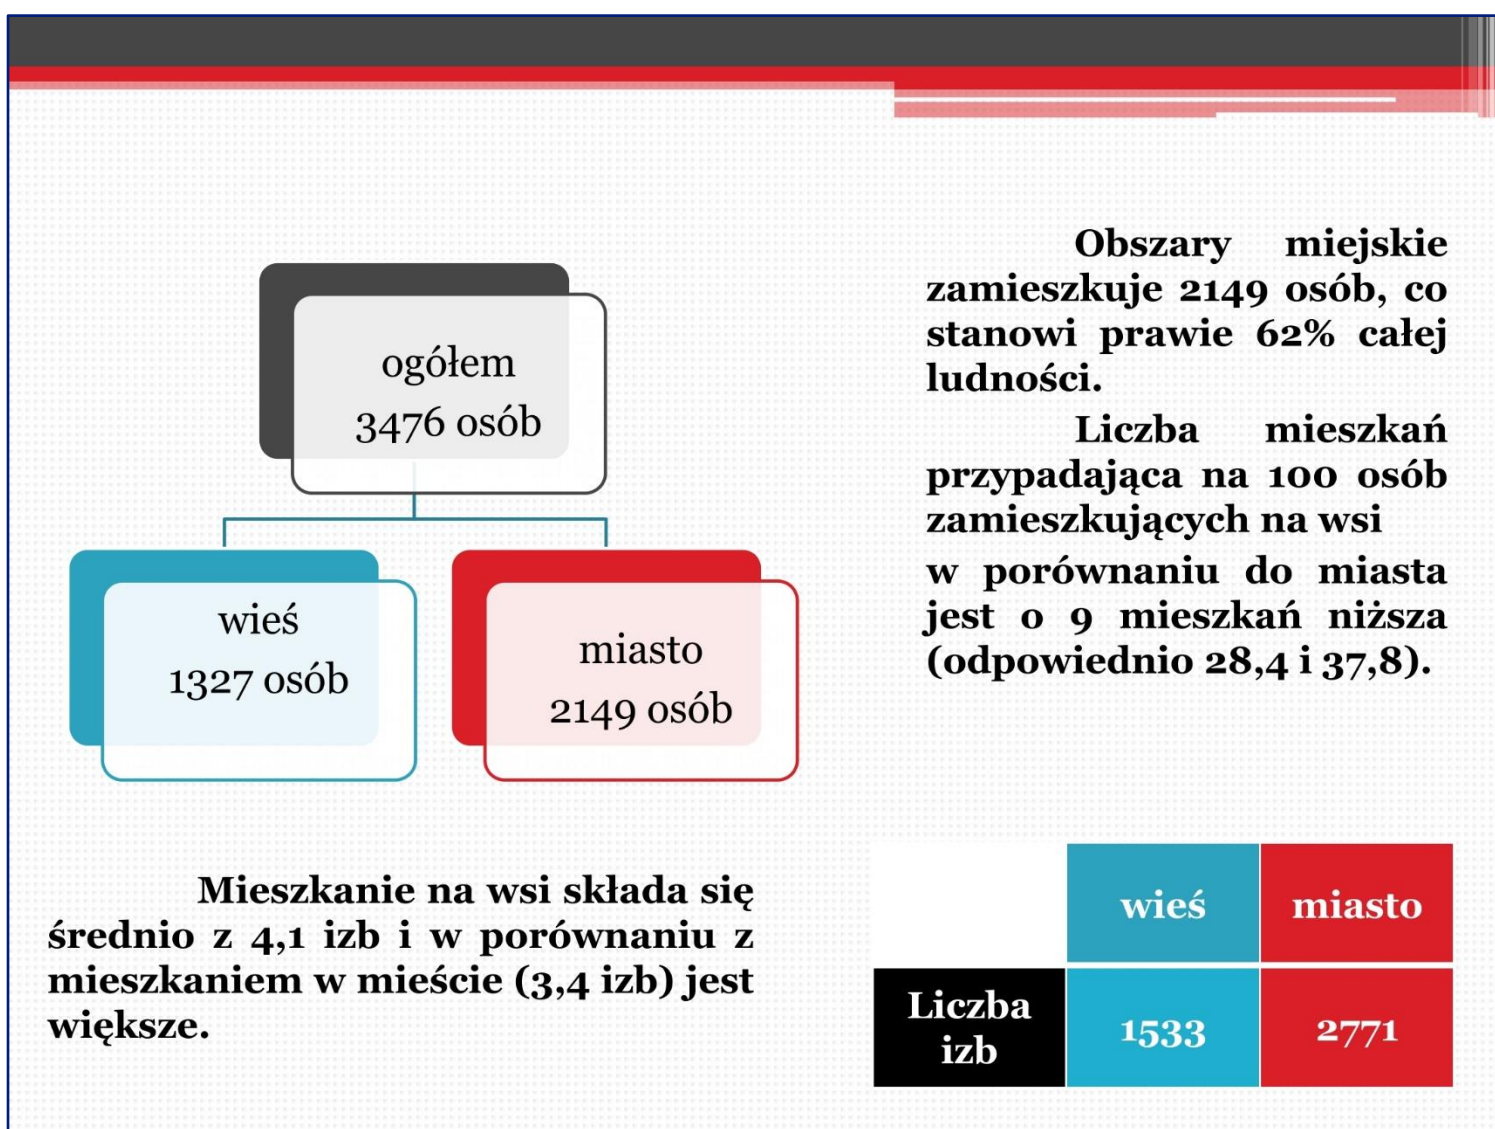 ogółem
3476 osób
wieś
1327 osób
miasto
2149 osób
Obszary miejskie
zamieszkuje 2149 osób, co
stanowi prawie 62% całej
ludności.
Liczba mieszkań
przypadająca na 100 osób
zamieszkujących na wsi
w porównaniu do miasta
jest o 9 mieszkań niższa
(odpowiednio 28,4 i 37,8).
Mieszkanie na wsi składa się
średnio z 4,1 izb i w porównaniu z
mieszkaniem w mieście (3,4 izb) jest
większe.
wieś miasto
Liczba
izb
1533 2771